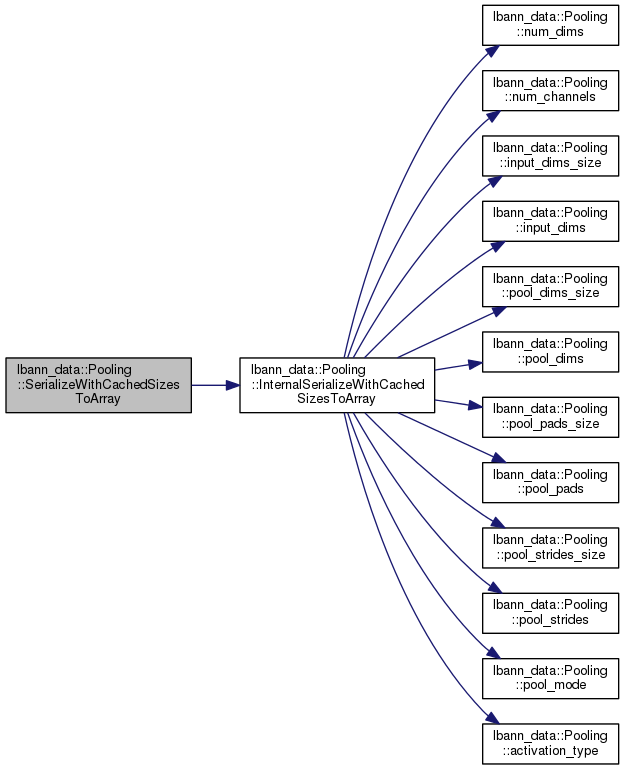 lbann_data::Pooling
::SerializeWithCachedSizes
ToArray
lbann_data::Pooling
::InternalSerializeWithCached
SizesToArray
lbann_data::Pooling
::num_dims
lbann_data::Pooling
::num_channels
lbann_data::Pooling
::input_dims_size
lbann_data::Pooling
::input_dims
lbann_data::Pooling
::pool_dims_size
lbann_data::Pooling
::pool_dims
lbann_data::Pooling
::pool_pads_size
lbann_data::Pooling
::pool_pads
lbann_data::Pooling
::pool_strides_size
lbann_data::Pooling
::pool_strides
lbann_data::Pooling
::pool_mode
lbann_data::Pooling
::activation_type